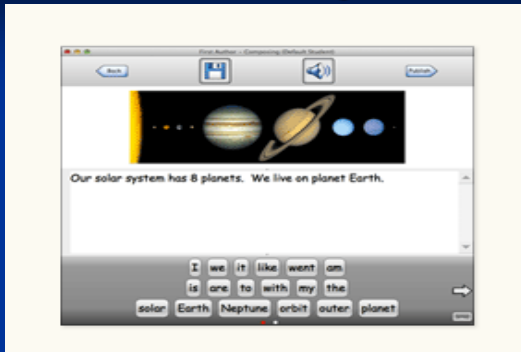 First Author - Composing (Default Student)
Back
Publish
Our solar system has 8 planets. We live on planet Earth.
I we it like went am
is are to with my the
solar Earth Neptune orbit outer planet